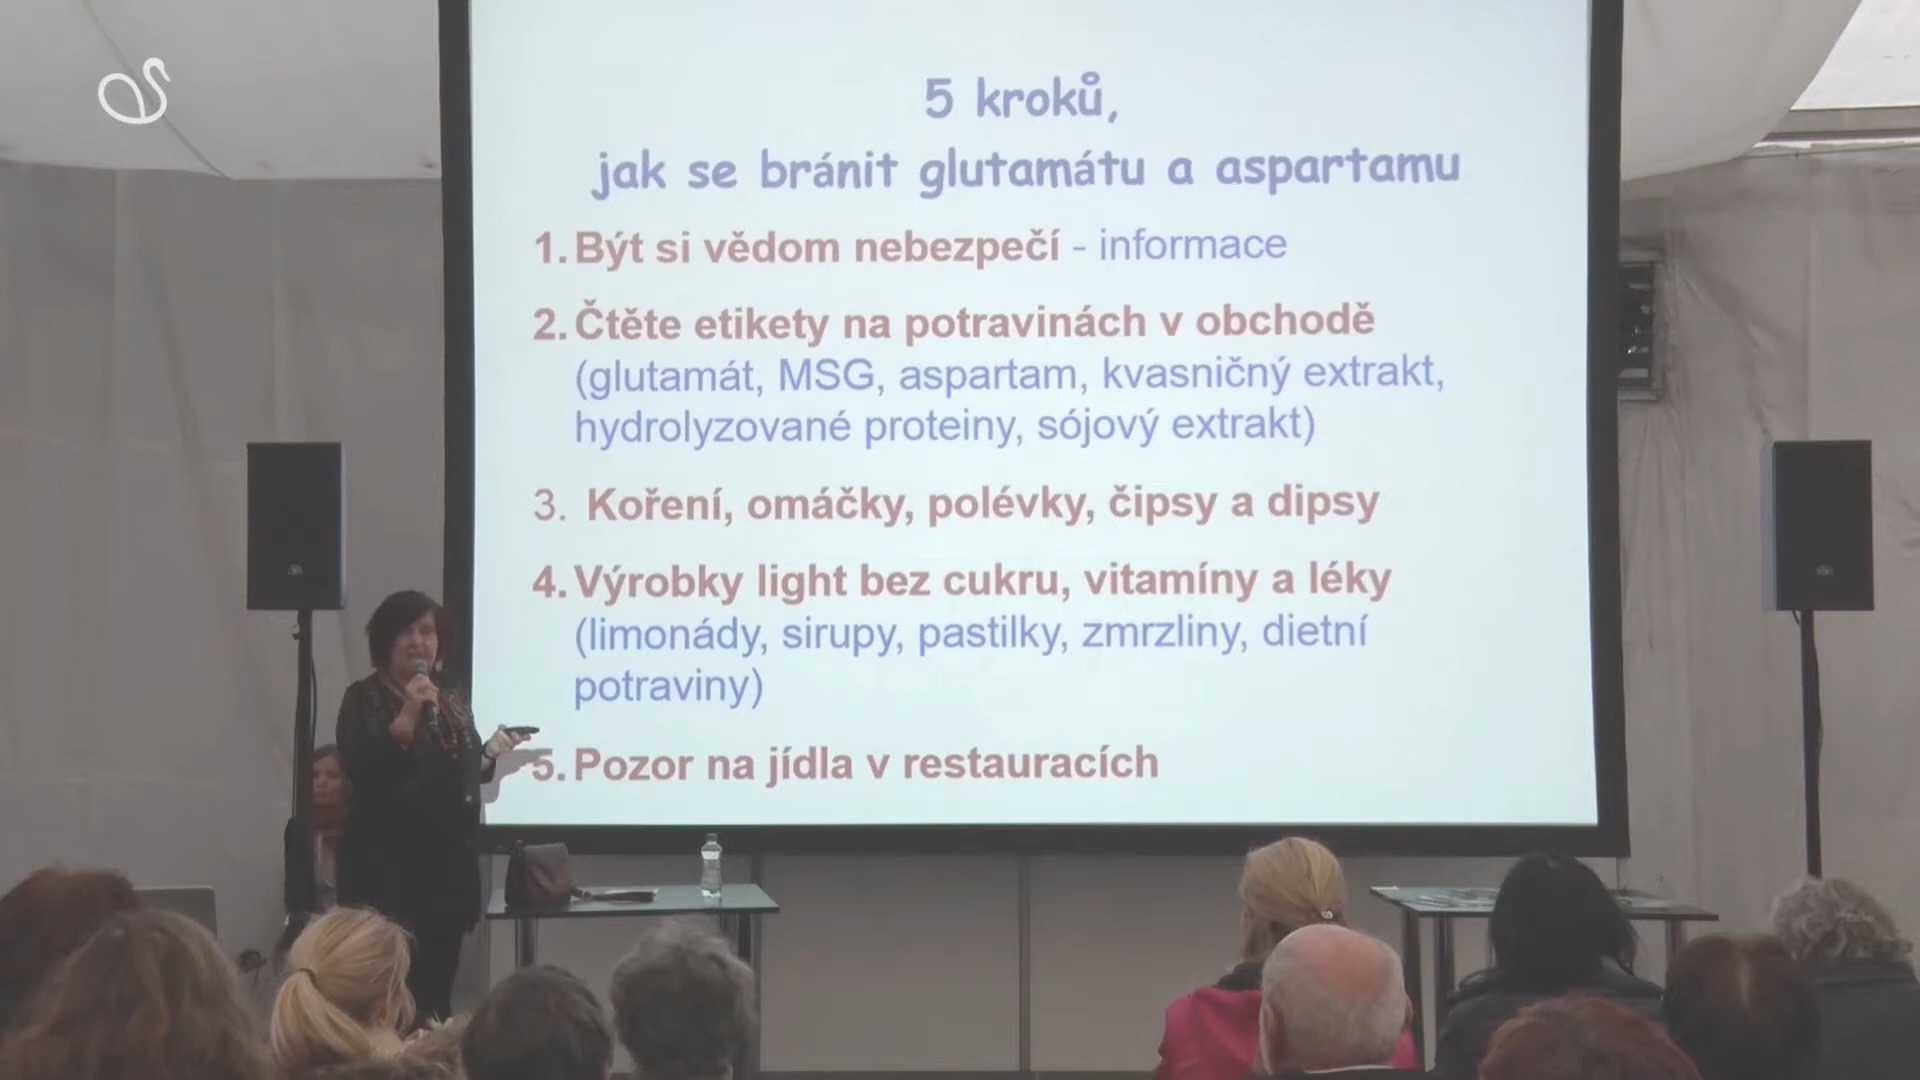 5 kroků,
jak se bránit glutamátu a aspartamu
1. Být si vědom nebezpečí - informace
2. Čtěte etikety na potravinách v obchodě
(glutamát, MSG, aspartam, kvasničný extrakt,
hydrolyzované proteiny, sójový extrakt)
3. Koření, omáčky, polévky, čipsy a dipsy
4. Výrobky light bez cukru, vitamíny a léky
(limonády, sirupy, pastilky, zmrzliny, dietní
potraviny)
5. Pozor na jídla v restauracích